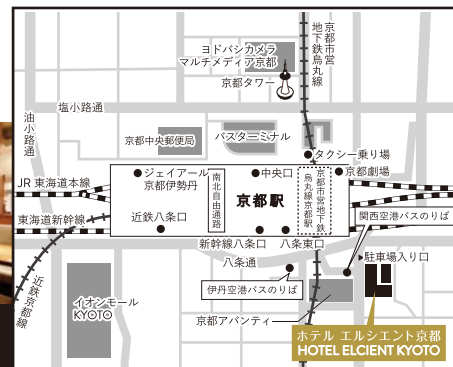 ヨドバシカメラ
マルチメディア京都
京都市営
地下鉄烏丸線
京都タワー
油小路通
塩小路通
京都中央郵便局
バスターミナル
タクシー乗り場
ジェイアール
京都伊勢丹
南北自由通路
中央口
京都市営地下鉄
烏丸線京都駅
京都劇場
JR 東海道本線
京都駅
東海道新幹線
近鉄八条口
関西空港バスのりば
新幹線八条口
八条東口
八条通
駐車場入り口
近鉄京都線
イオンモール
KYOTO
伊丹空港バスのりば
京都アバンティ
ホテル エルシエント京都
HOTEL ELCIENT KYOTO